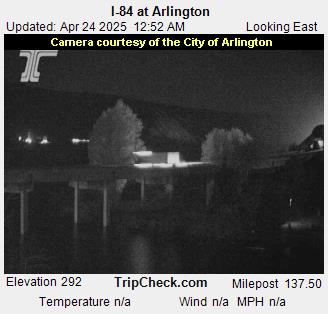 I-84 at Arlington
Updated: Apr 24 2025 12:52 AM Looking East
Camera courtesy of the City of Arlington
Elevation 292 TripCheck.com Milepost 137.50
Temperature n/a Wind n/a MPH n/a